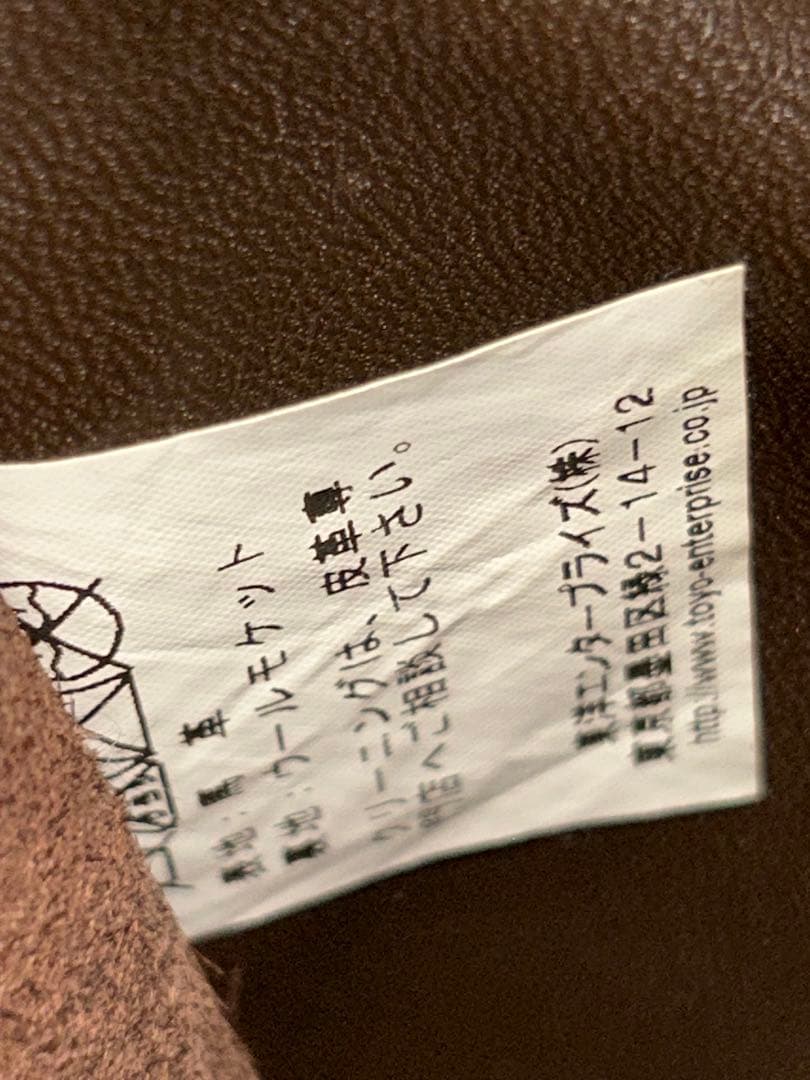 表地：馬　革
裏地：ウールモケット
クリーニングは、皮革専
門店へご相談して下さい。
東洋エンタープライズ(株)
東京都墨田区緑2－14－12
http://www.toyo-enterprise.co.jp